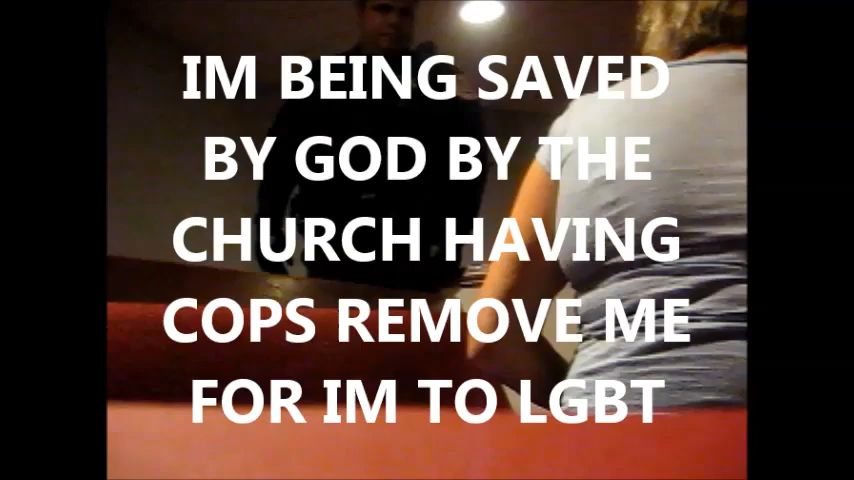 IM BEING SAVED
BY GOD BY THE
CHURCH HAVING
COPS REMOVE ME
FOR IM TO LGBT